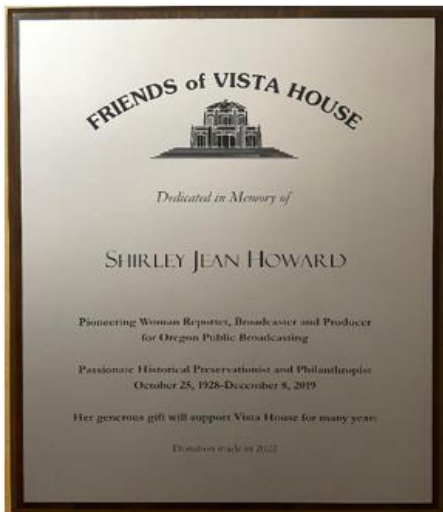 FRIENDS of VISTA HOUSE
Dedicated in Memory of
SHIRLEY JEAN HOWARD
Pioneering Woman Reporter, Broadcaster and Producer
for Oregon Public Broadcasting
Passionate Historical Preservationist and Philanthropist
October 25, 1928-December 8, 2019
Her generous gift will support Vista House for many years
Donation made in 2022